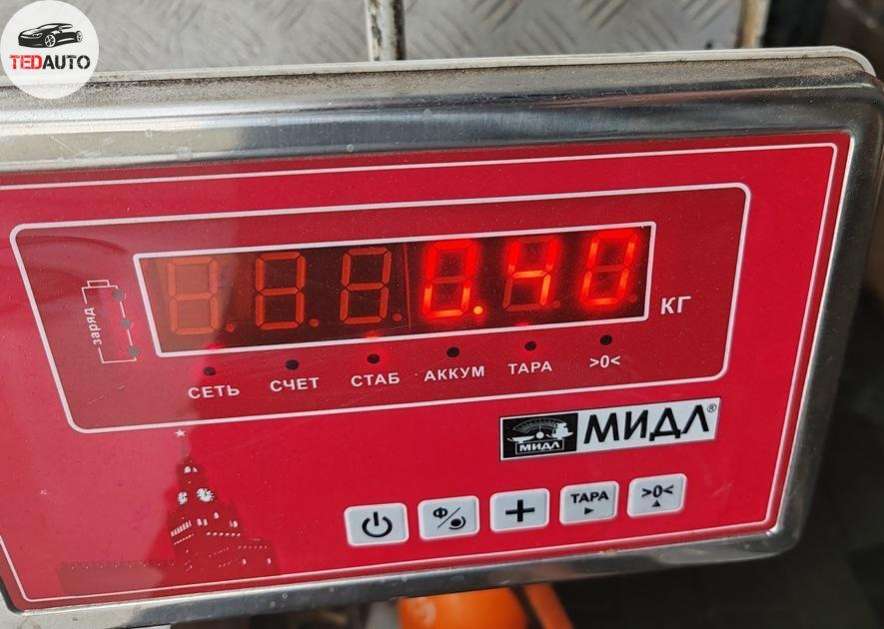 TEDAUTO
0.40
КГ
заряд
СЕТЬ СЧЕТ СТАБ АККУМ ТАРА >0<
МИДЛ МИДЛ®
Ф/ + ТАРА >0<